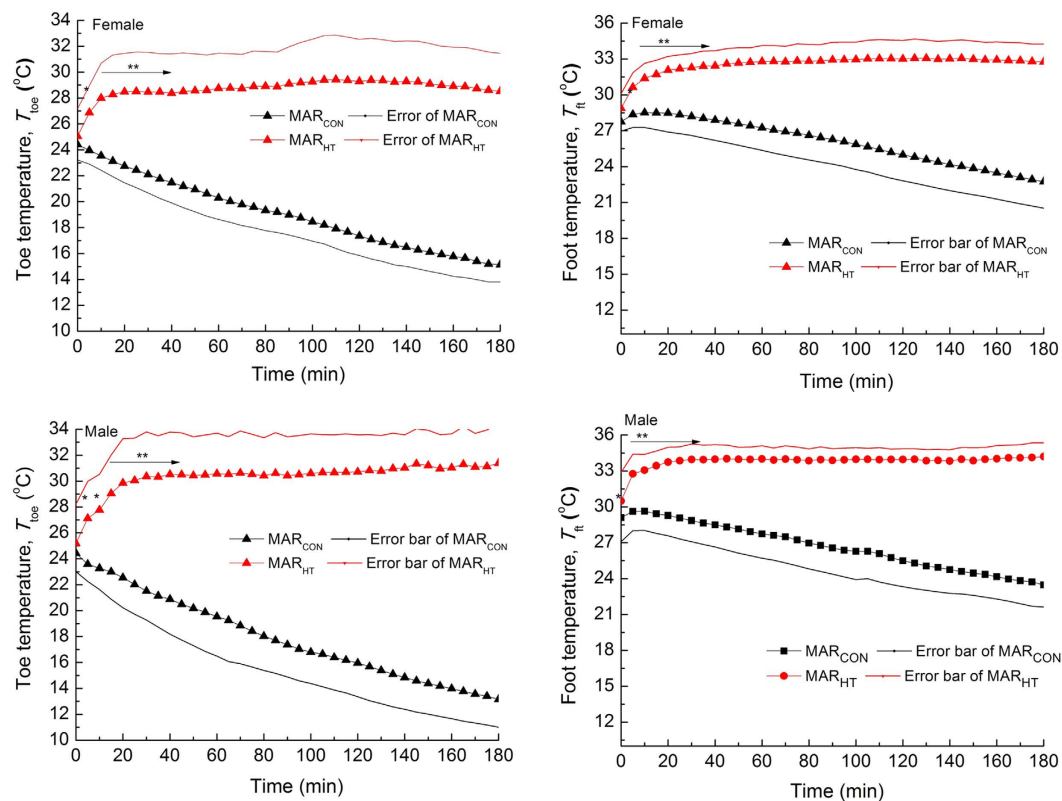 Female
*
**
MAR_CON Error of MAR_CON
MAR_HT Error of MAR_HT
Toe temperature, T_toe (°C)
34
32
30
28
26
24
22
20
18
16
14
12
10
0 20 40 60 80 100 120 140 160 180
Time (min)
Female
*
**
MAR_CON Error bar of MAR_CON
MAR_HT Error bar of MAR_HT
Foot temperature, T_ft (°C)
36
33
30
27
24
21
18
15
12
0 20 40 60 80 100 120 140 160 180
Time (min)
Male
* *
**
MAR_CON Error bar of MAR_CON
MAR_HT Error bar of MAR_HT
Toe temperature, T_toe (°C)
34
32
30
28
26
24
22
20
18
16
14
12
10
0 20 40 60 80 100 120 140 160 180
Time (min)
Male
*
**
MAR_CON Error bar of MAR_CON
MAR_HT Error bar of MAR_HT
Foot temperature, T_ft (°C)
36
33
30
27
24
21
18
15
12
0 20 40 60 80 100 120 140 160 180
Time (min)